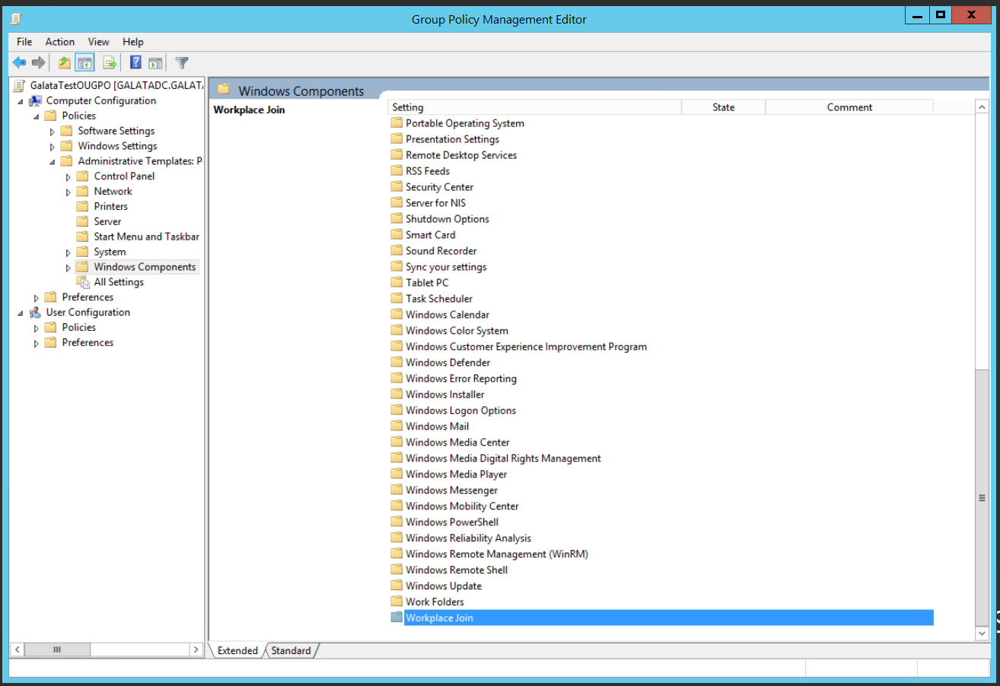 Group Policy Management Editor
File Action View Help
GalataTestOUGPO [GALATADC.GALATA
Computer Configuration
Policies
Software Settings
Windows Settings
Administrative Templates: P
Control Panel
Network
Printers
Server
Start Menu and Taskbar
System
Windows Components
All Settings
Preferences
User Configuration
Policies
Preferences
Windows Components
Workplace Join
Setting State Comment
Portable Operating System
Presentation Settings
Remote Desktop Services
RSS Feeds
Security Center
Server for NIS
Shutdown Options
Smart Card
Sound Recorder
Sync your settings
Tablet PC
Task Scheduler
Windows Calendar
Windows Color System
Windows Customer Experience Improvement Program
Windows Defender
Windows Error Reporting
Windows Installer
Windows Logon Options
Windows Mail
Windows Media Center
Windows Media Digital Rights Management
Windows Media Player
Windows Messenger
Windows Mobility Center
Windows PowerShell
Windows Reliability Analysis
Windows Remote Management (WinRM)
Windows Remote Shell
Windows Update
Work Folders
Workplace Join
Extended Standard